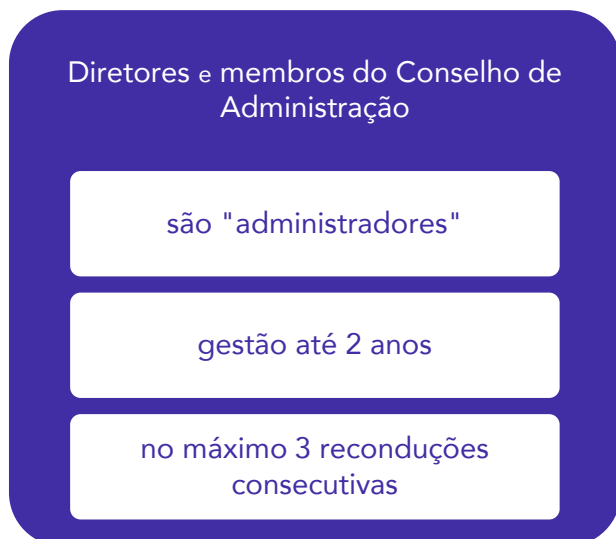 Diretores e membros do Conselho de
Administração
são "administradores"
gestão até 2 anos
no máximo 3 reconduções
consecutivas